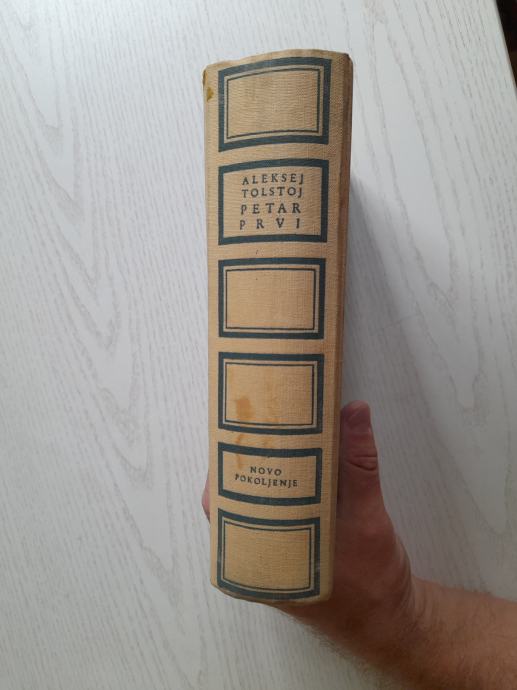 ALEKSEJ
TOLSTOJ
PETAR
PRVI
NOVO
POKOLJENJE